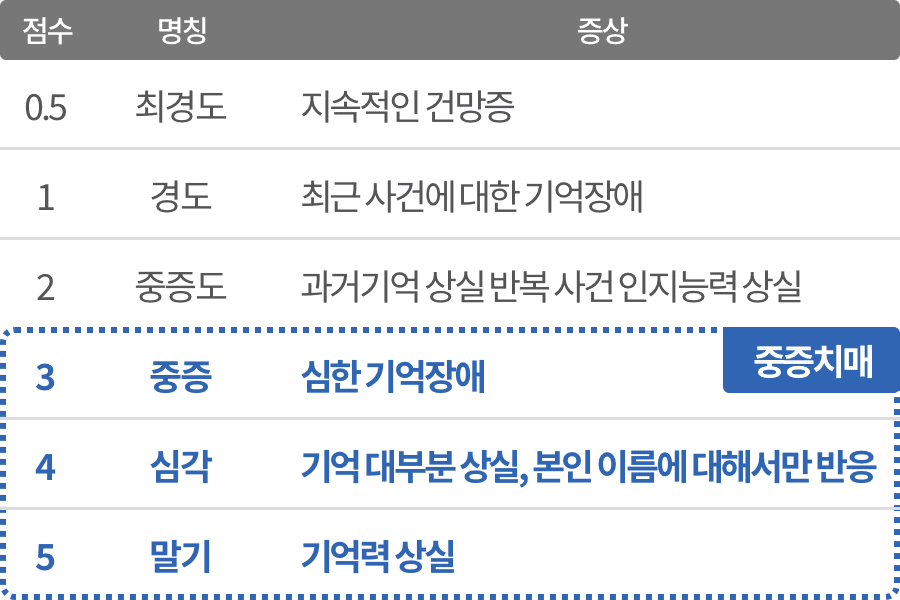 점수 명칭 증상
0.5 최경도 지속적인 건망증
1 경도 최근 사건에 대한 기억장애
2 중증도 과거기억 상실 반복 사건 인지능력 상실
3 중증 심한 기억장애 중증치매
4 심각 기억 대부분 상실, 본인 이름에 대해서만 반응
5 말기 기억력 상실